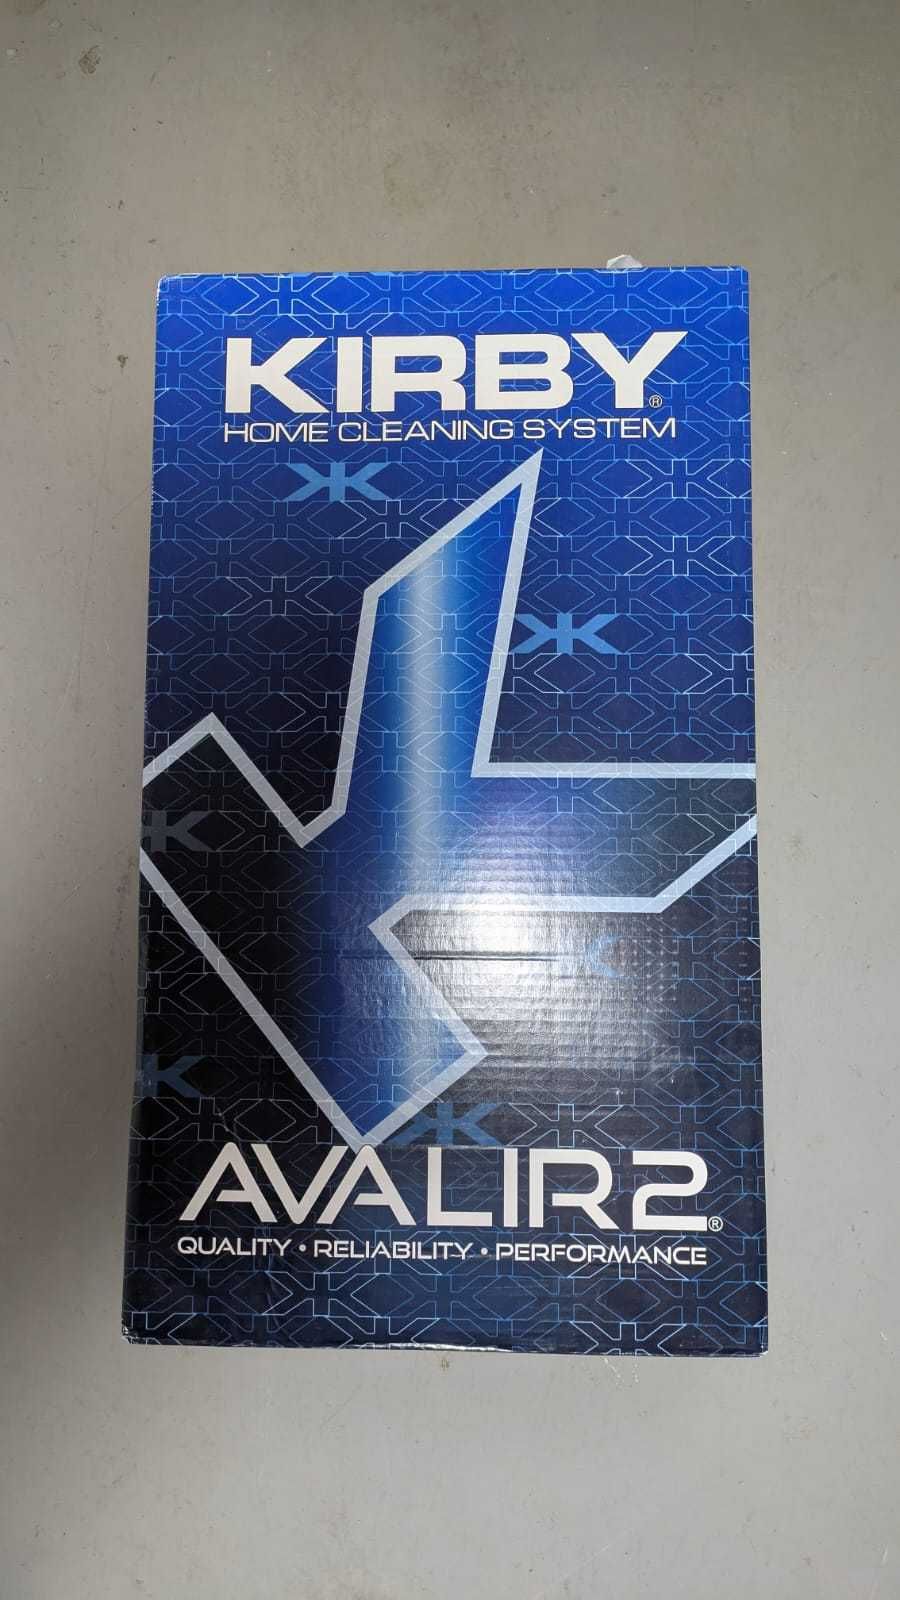 KIRBY®
HOME CLEANING SYSTEM
AVALIR2®
QUALITY • RELIABILITY • PERFORMANCE